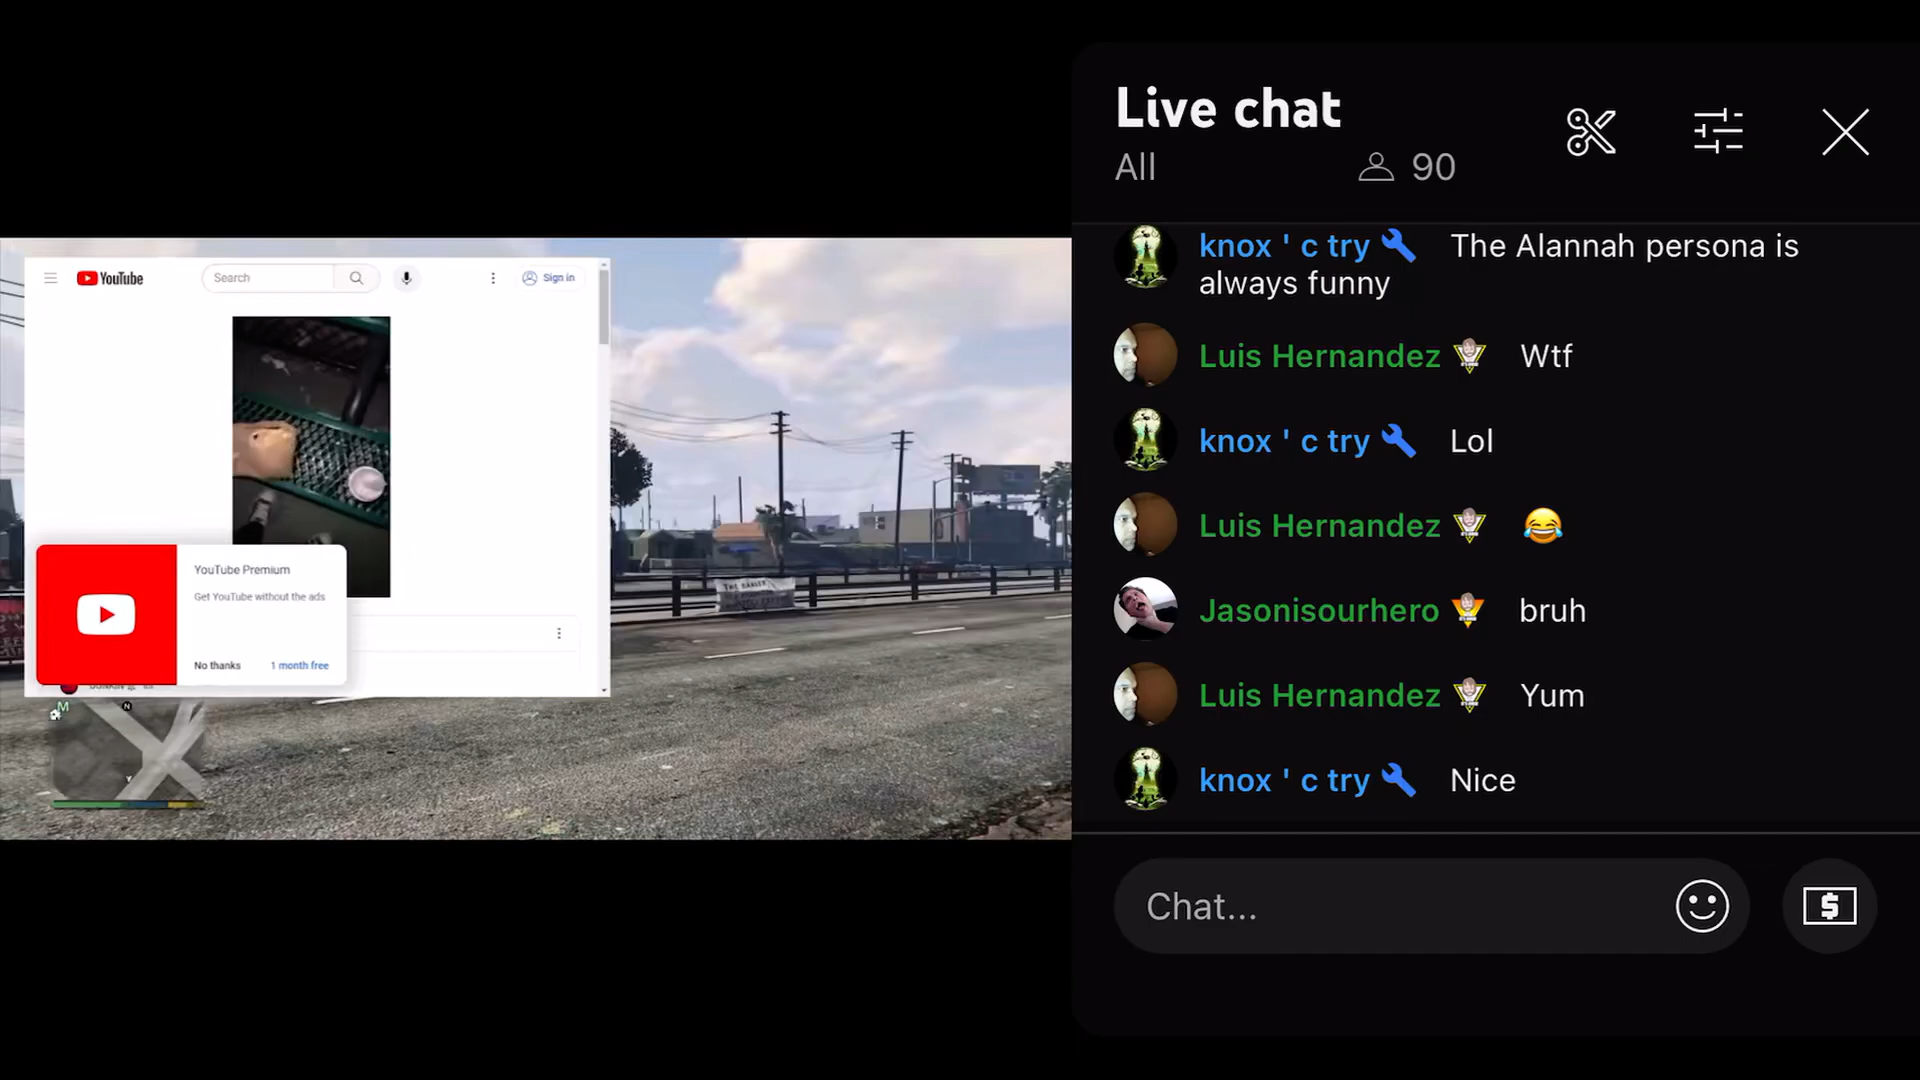 YouTube
Search
Sign in
YouTube Premium
Get YouTube without the ads
No thanks
1 month free
M
N
Live chat
All
90
knox ' c try The Alannah persona is
always funny
Luis Hernandez Wtf
knox ' c try Lol
Luis Hernandez 😂
Jasonisourhero bruh
Luis Hernandez Yum
knox ' c try Nice
Chat...
$